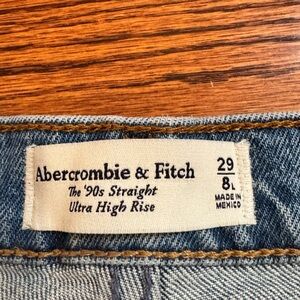 Abercrombie & Fitch
The '90s Straight
Ultra High Rise
29
8L
MADE IN
MEXICO